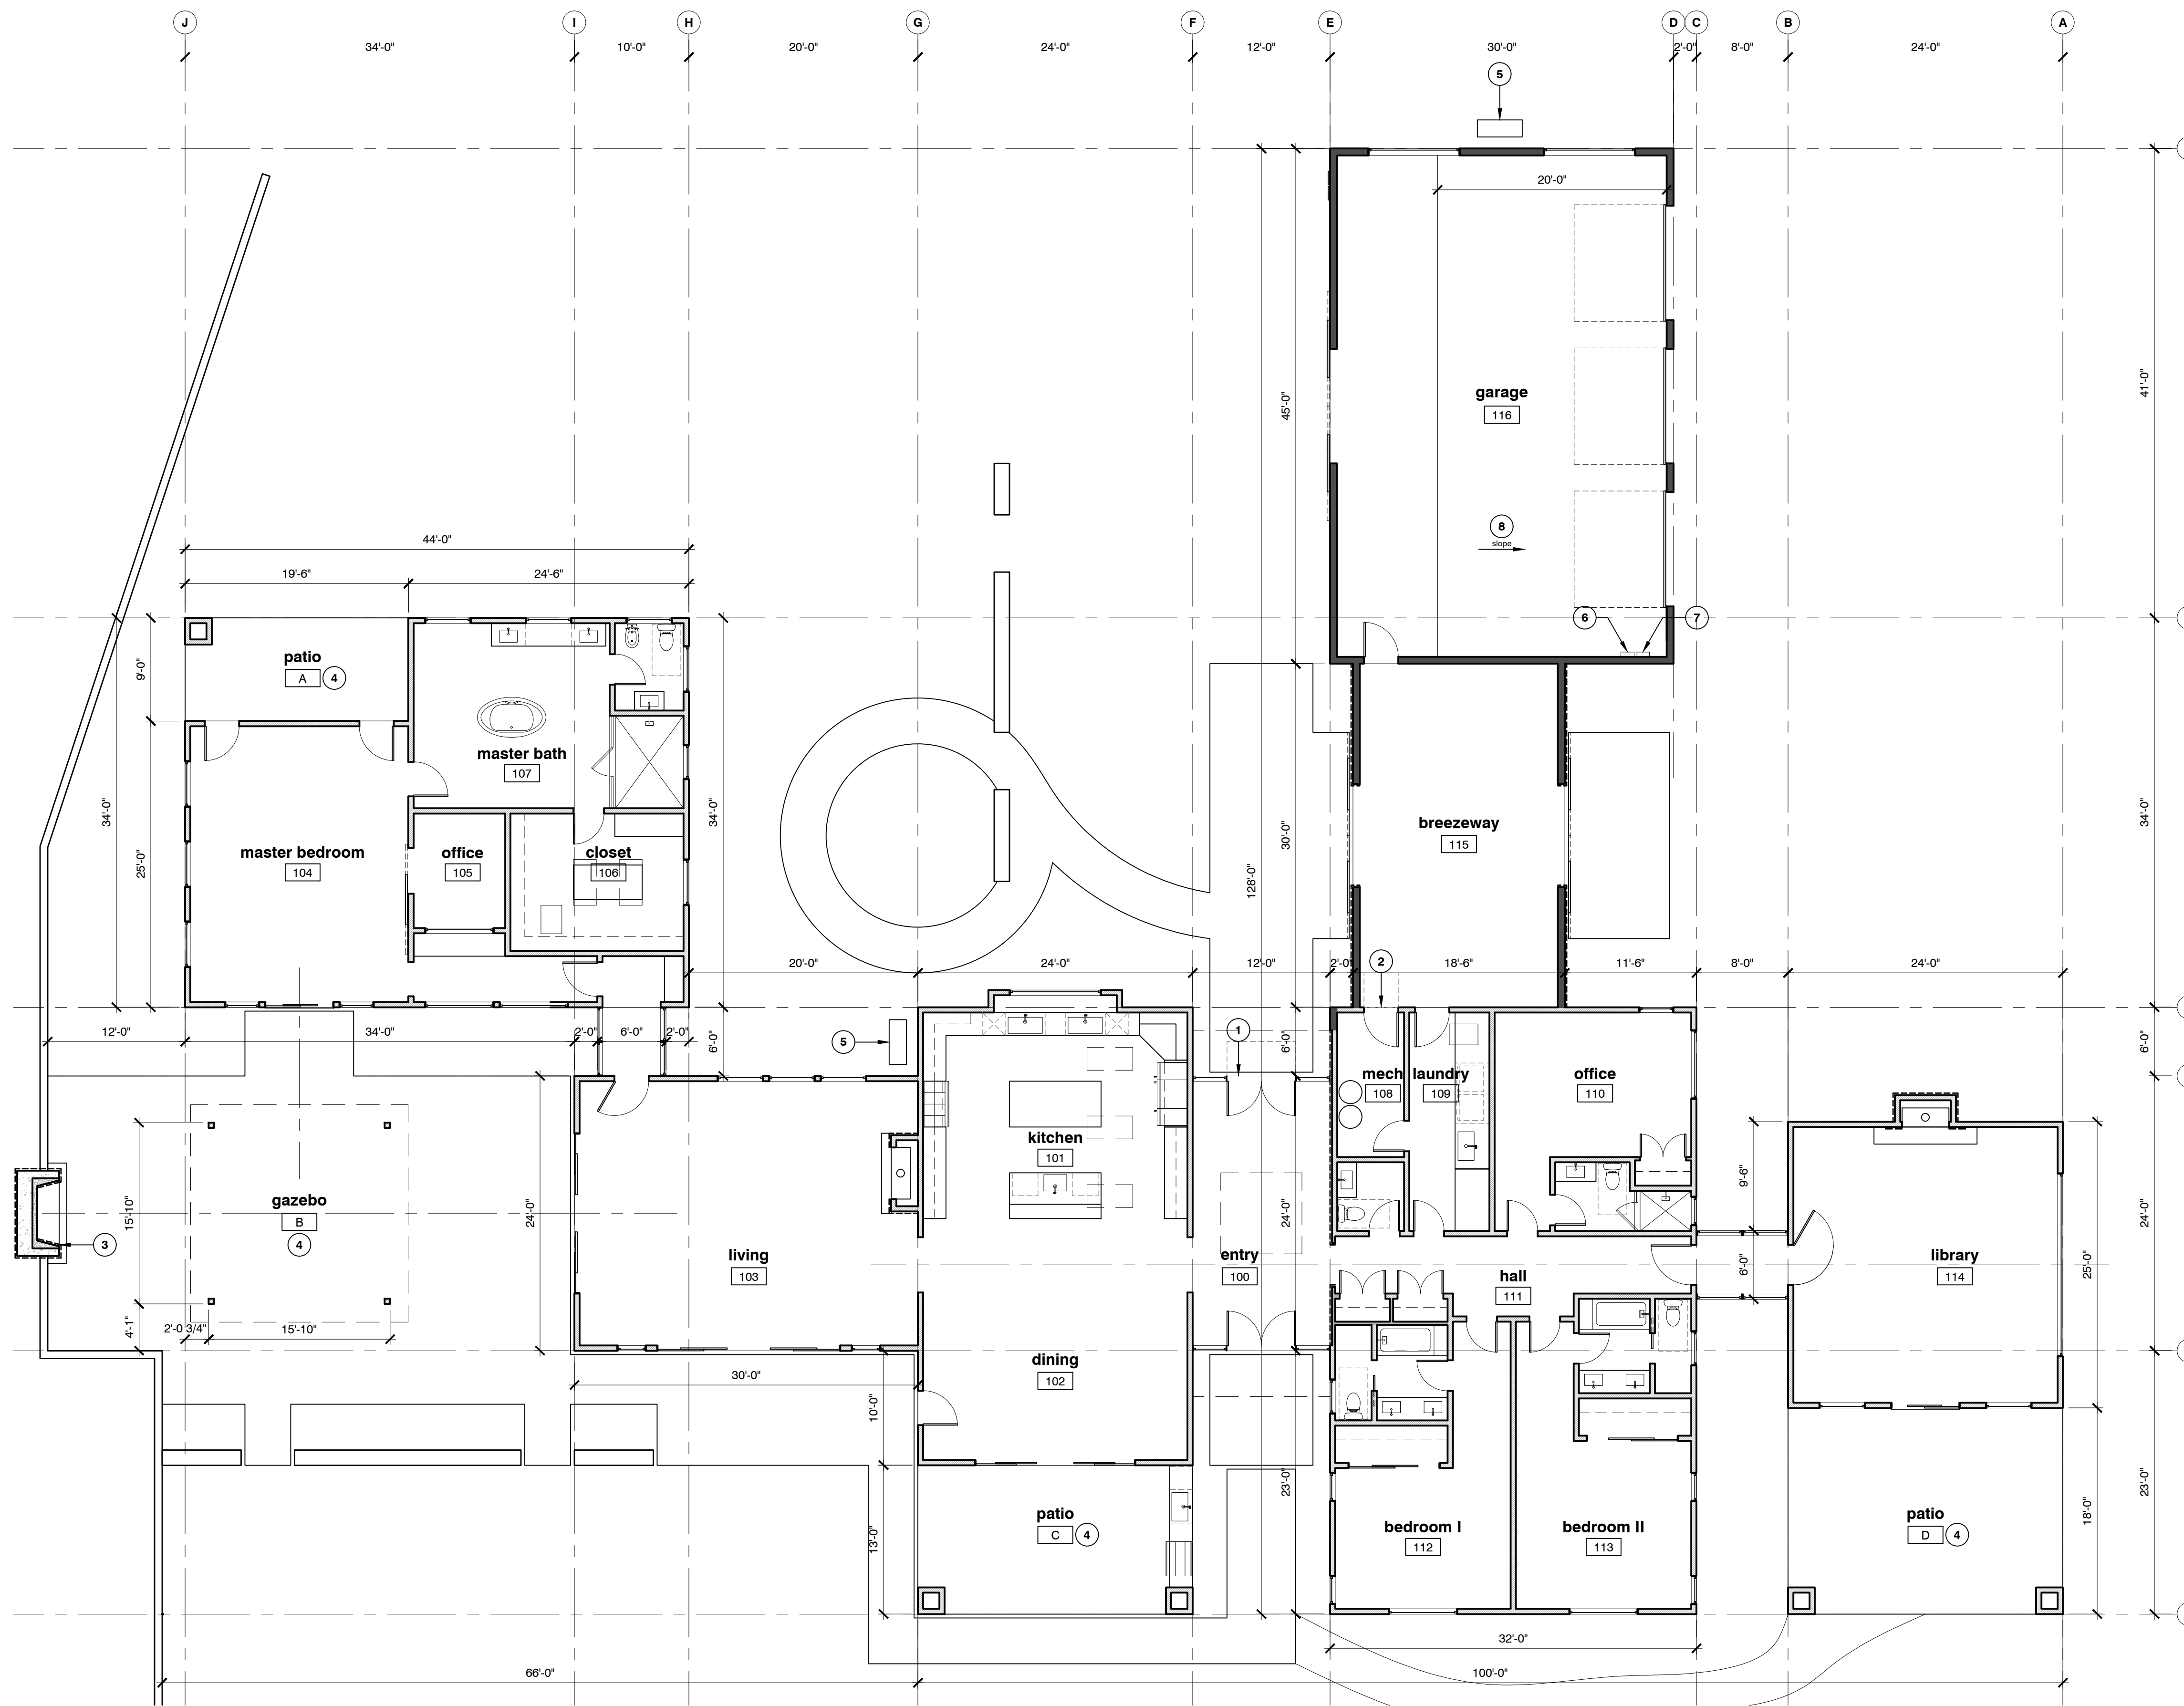 J I H G F E D C B A
34'-0" 10'-0" 20'-0" 24'-0" 12'-0" 30'-0" 2'-0" 8'-0" 24'-0"
5
20'-0"
garage
116
45'-0"
41'-0"
8
slope
44'-0"
19'-6" 24'-6"
6 7
patio
A 4
9'-0"
master bath
107
34'-0"
25'-0"
34'-0"
master bedroom
104
office
105
closet
106
breezeway
115
30'-0"
128'-0"
34'-0"
20'-0" 24'-0" 12'-0" 2'-0" 2 18'-6" 11'-6" 8'-0" 24'-0"
12'-0" 34'-0" 2'-0" 6'-0" 2'-0"
6'-0"
5
1
6'-0"
6'-0"
mech
108
laundry
109
office
110
kitchen
101
gazebo
B
4
3
15'-10"
24'-0"
living
103
entry
100
24'-0"
hall
111
9'-6"
6'-0"
library
114
25'-0"
24'-0"
4'-1"
2'-0 3/4" 15'-10"
30'-0"
dining
102
10'-0"
13'-0"
patio
C 4
23'-0"
bedroom I
112
bedroom II
113
patio
D 4
18'-0"
23'-0"
32'-0"
66'-0" 100'-0"